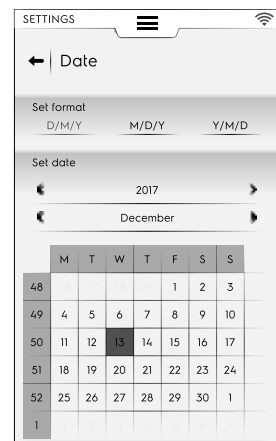 SETTINGS
Date
Set format
D/M/Y M/D/Y Y/M/D
Set date
2017
December
M T W T F S S
48 1 2 3
49 4 5 6 7 8 9 10
50 11 12 13 14 15 16 17
51 18 19 20 21 22 23 24
52 25 26 27 28 29 30 1
1